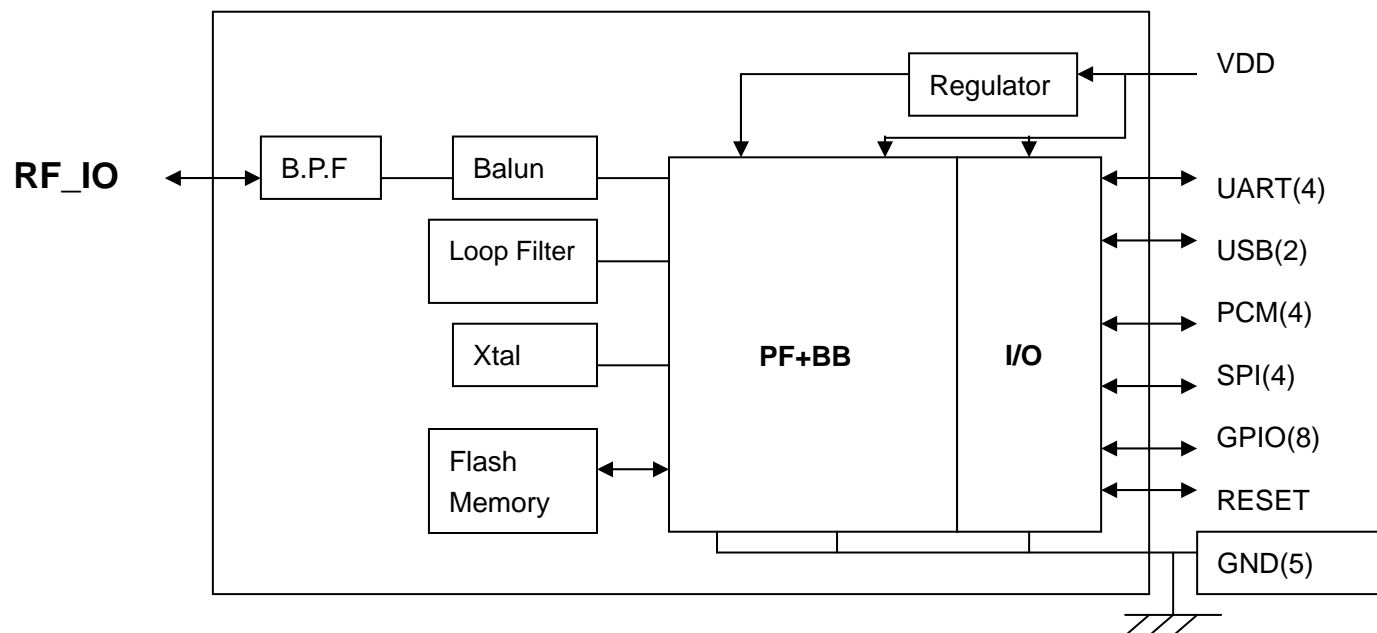 VDD
Regulator
RF_IO
B.P.F
Balun
UART(4)
Loop Filter
USB(2)
PCM(4)
Xtal
PF+BB
I/O
SPI(4)
GPIO(8)
Flash
Memory
RESET
GND(5)